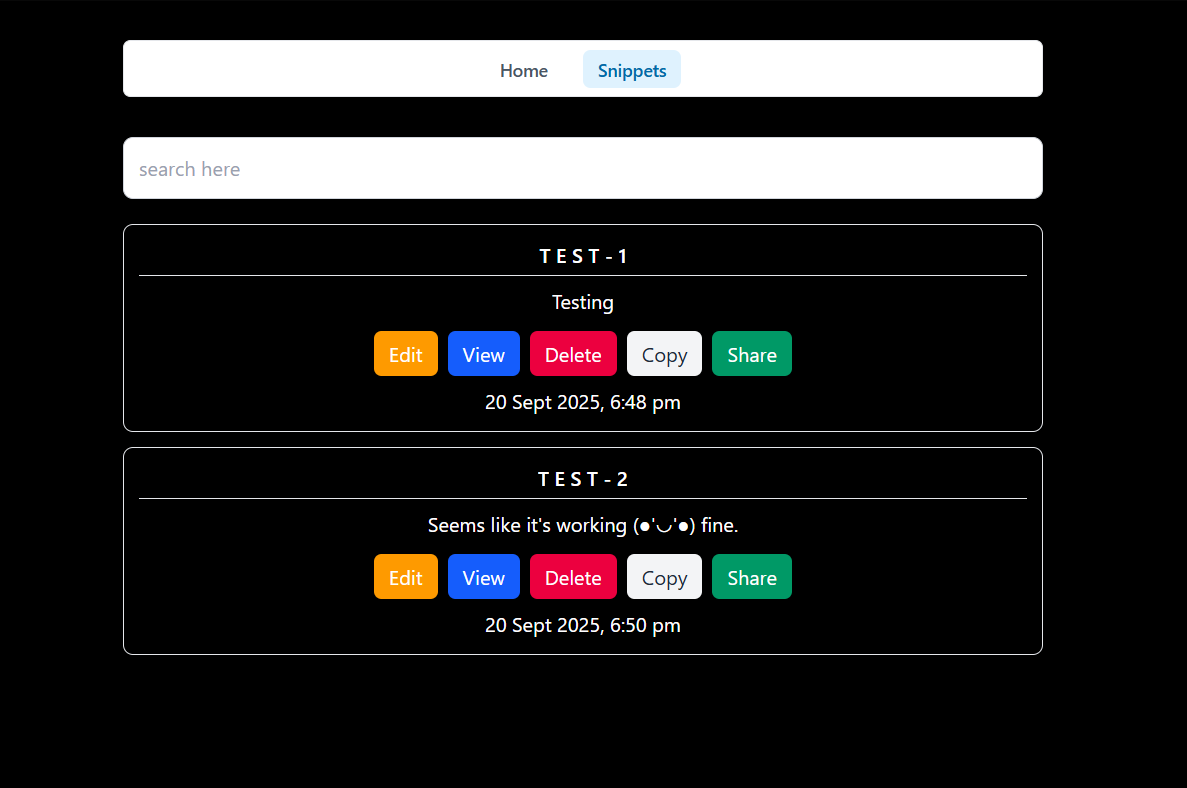 Home Snippets
search here
TEST-1
Testing
Edit View Delete Copy Share
20 Sept 2025, 6:48 pm
TEST-2
Seems like it's working (●'◡'●) fine.
Edit View Delete Copy Share
20 Sept 2025, 6:50 pm